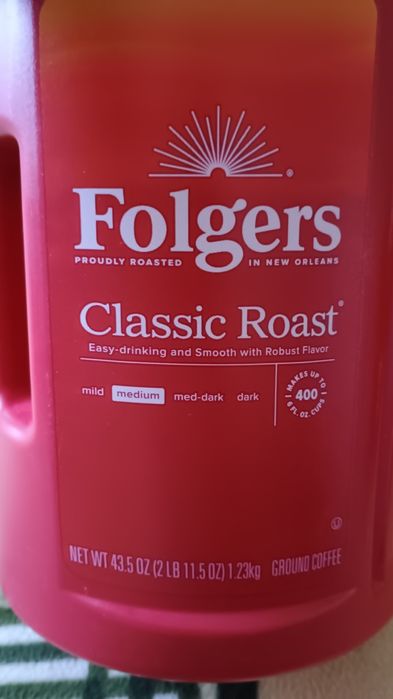 Folgers®
PROUDLY ROASTED IN NEW ORLEANS
Classic Roast®
Easy-drinking and Smooth with Robust Flavor
mild medium med-dark dark
MAKES UP TO
400
6 FL. OZ. CUPS
U
NET WT 43.5 OZ (2 LB 11.5 OZ) 1.23kg GROUND COFFEE